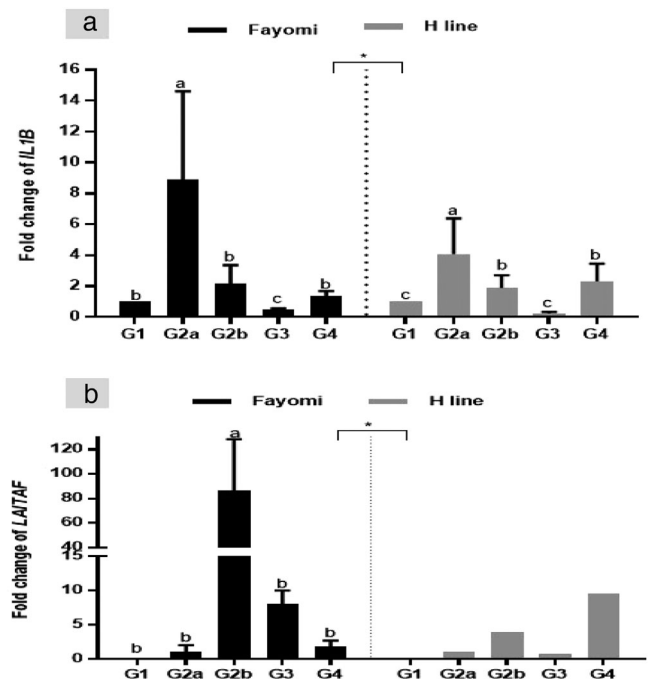 a
Fayomi H line
*
Fold change of IL1B
16
14
12
10
8
6
4
2
0
b a b c b c a b c b
G1 G2a G2b G3 G4 G1 G2a G2b G3 G4
b
Fayomi H line
*
Fold change of LAITAF
120
100
80
60
40
15
10
5
0
b b a b b
G1 G2a G2b G3 G4 G1 G2a G2b G3 G4